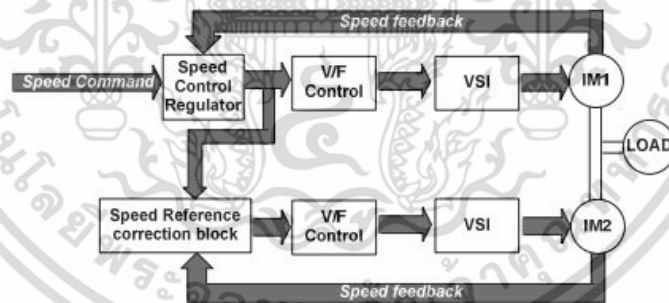 Speed feedback
Speed Command
Speed
Control
Regulator
V/F
Control
VSI
IM1
LOAD
Speed Reference
correction block
V/F
Control
VSI
IM2
Speed feedback